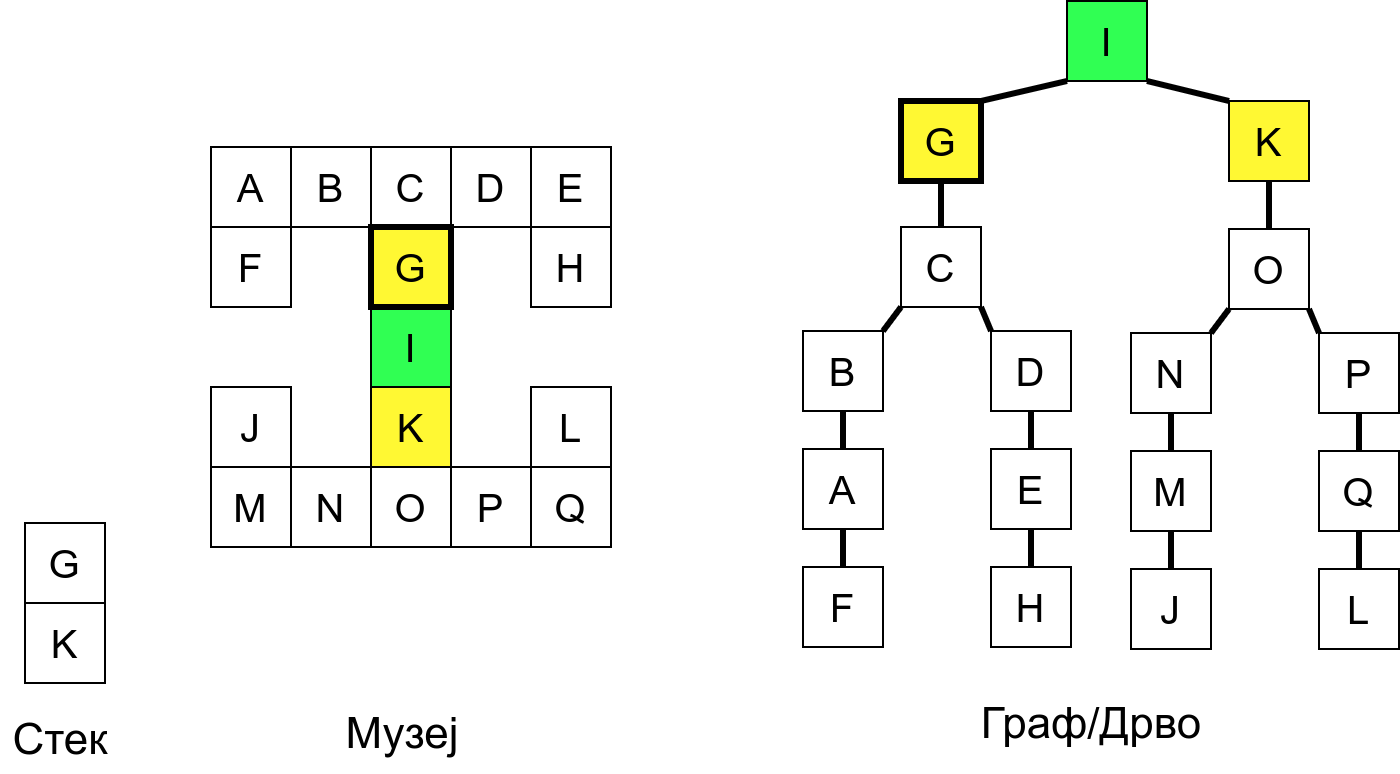 G
K
Стек
A B C D E
F G H
I
J K L
M N O P Q
Музеј
I
G K
C O
B D N P
A E M Q
F H J L
Граф/Дрво